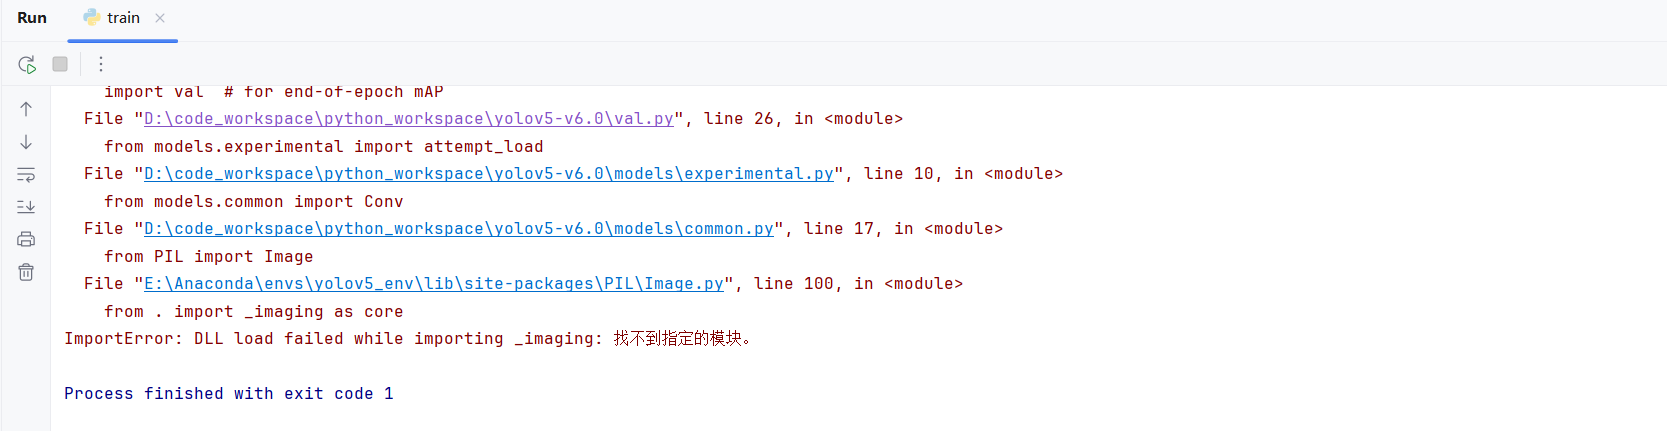 Run train
import val  # for end-of-epoch mAP
File "D:\code_workspace\python_workspace\yolov5-v6.0\val.py", line 26, in <module>
from models.experimental import attempt_load
File "D:\code_workspace\python_workspace\yolov5-v6.0\models\experimental.py", line 10, in <module>
from models.common import Conv
File "D:\code_workspace\python_workspace\yolov5-v6.0\models\common.py", line 17, in <module>
from PIL import Image
File "E:\Anaconda\envs\yolov5_env\lib\site-packages\PIL\Image.py", line 100, in <module>
from . import _imaging as core
ImportError: DLL load failed while importing _imaging: 找不到指定的模块。
Process finished with exit code 1